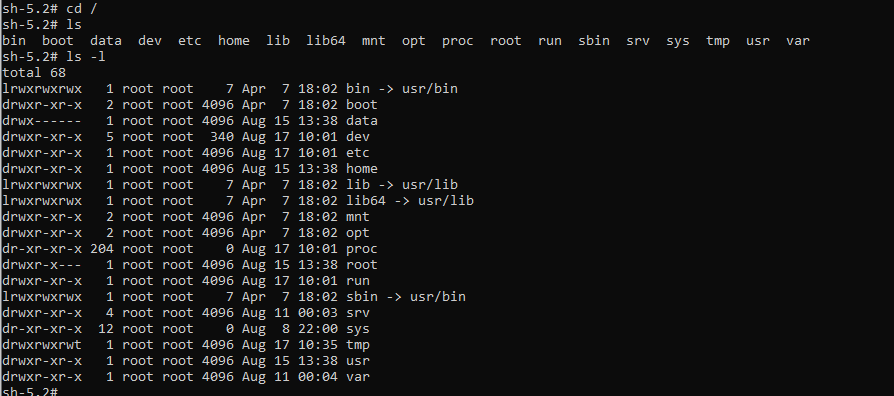 sh-5.2# cd /
sh-5.2# ls
bin  boot  data  dev  etc  home  lib  lib64  mnt  opt  proc  root  run  sbin  srv  sys  tmp  usr  var
sh-5.2# ls -l
total 68
lrwxrwxrwx   1 root root    7 Apr  7 18:02 bin -> usr/bin
drwxr-xr-x   2 root root 4096 Apr  7 18:02 boot
drwx------   1 root root 4096 Aug 15 13:38 data
drwxr-xr-x   5 root root  340 Aug 17 10:01 dev
drwxr-xr-x   1 root root 4096 Aug 17 10:01 etc
drwxr-xr-x   1 root root 4096 Aug 15 13:38 home
lrwxrwxrwx   1 root root    7 Apr  7 18:02 lib -> usr/lib
lrwxrwxrwx   1 root root    7 Apr  7 18:02 lib64 -> usr/lib
drwxr-xr-x   2 root root 4096 Apr  7 18:02 mnt
drwxr-xr-x   2 root root 4096 Apr  7 18:02 opt
dr-xr-xr-x 204 root root    0 Aug 17 10:01 proc
drwxr-x---   1 root root 4096 Aug 15 13:38 root
drwxr-xr-x   1 root root 4096 Aug 17 10:01 run
lrwxrwxrwx   1 root root    7 Apr  7 18:02 sbin -> usr/bin
drwxr-xr-x   4 root root 4096 Aug 11 00:03 srv
dr-xr-xr-x  12 root root    0 Aug  8 22:00 sys
drwxrwxrwt   1 root root 4096 Aug 17 10:35 tmp
drwxr-xr-x   1 root root 4096 Aug 15 13:38 usr
drwxr-xr-x   1 root root 4096 Aug 11 00:04 var
sh-5.2#